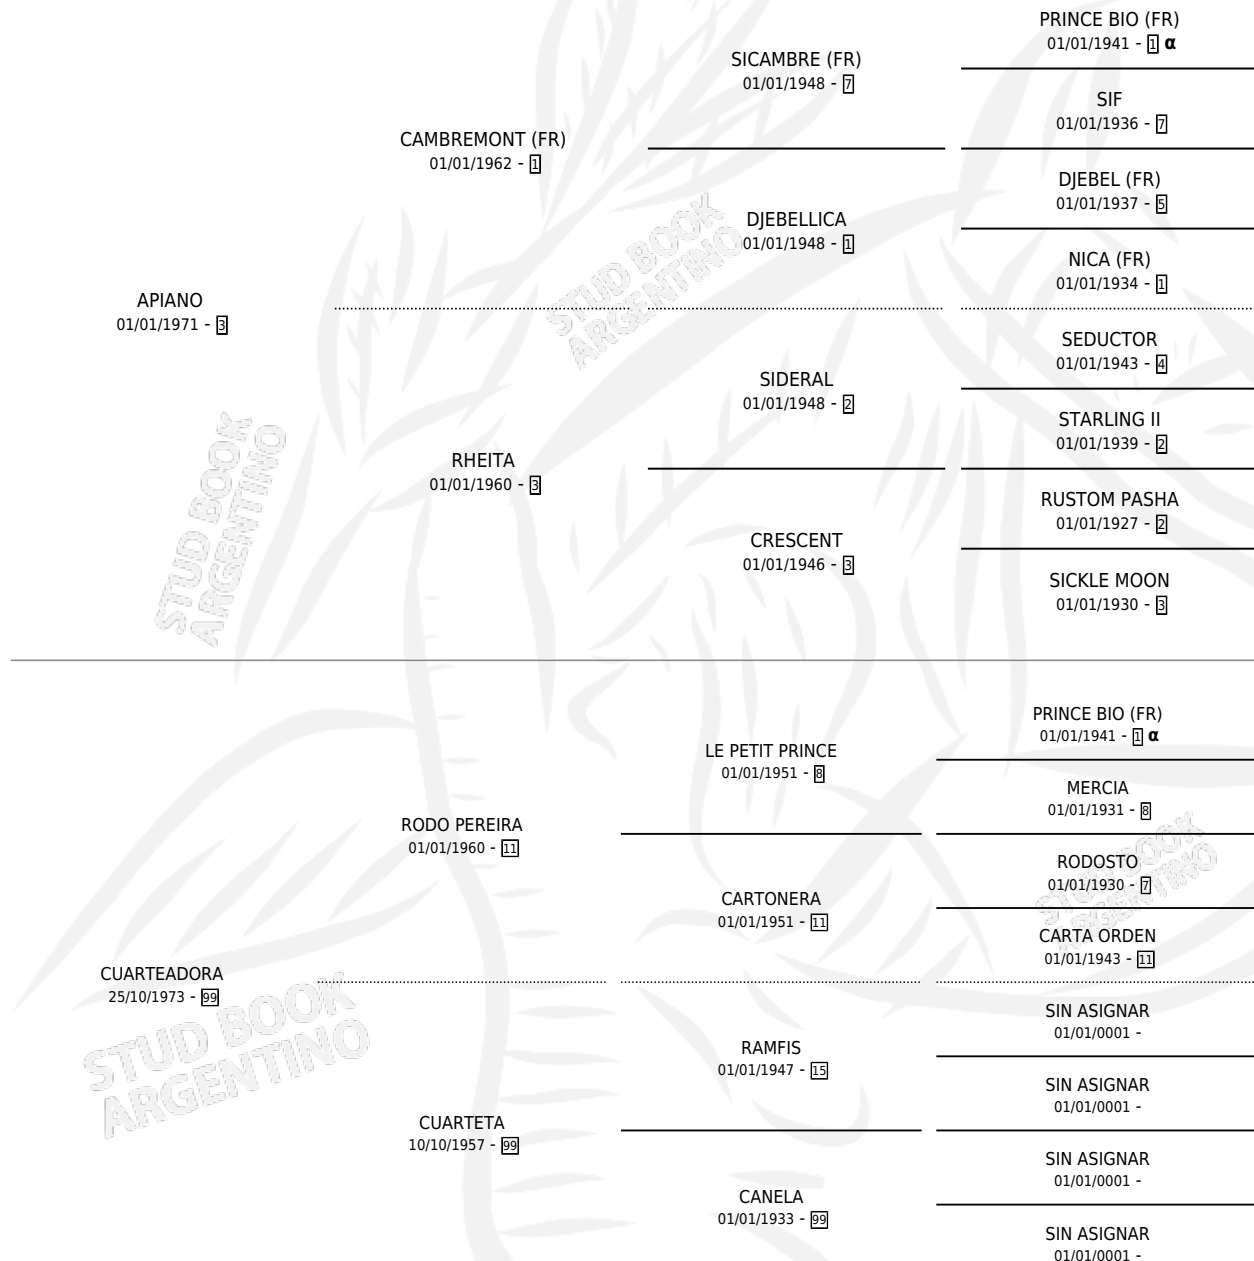 PRINCE BIO (FR)
01/01/1941 - 1 α
SICAMBRE (FR)
01/01/1948 - 7
SIF
01/01/1936 - 7
CAMBREMONT (FR)
01/01/1962 - 1
DJEBEL (FR)
01/01/1937 - 5
DJEBELLICA
01/01/1948 - 1
NICA (FR)
01/01/1934 - 1
APIANO
01/01/1971 - 3
SEDUCTOR
01/01/1943 - 4
SIDERAL
01/01/1948 - 2
STARLING II
01/01/1939 - 2
RHEITA
01/01/1960 - 3
RUSTOM PASHA
01/01/1927 - 2
CRESCENT
01/01/1946 - 3
SICKLE MOON
01/01/1930 - 3
PRINCE BIO (FR)
01/01/1941 - 1 α
LE PETIT PRINCE
01/01/1951 - 8
MERCIA
01/01/1931 - 8
RODO PEREIRA
01/01/1960 - 11
RODOSTO
01/01/1930 - 7
CARTONERA
01/01/1951 - 11
CARTA ORDEN
01/01/1943 - 11
CUARTEADORA
25/10/1973 - 99
SIN ASIGNAR
01/01/0001 -
RAMFIS
01/01/1947 - 15
SIN ASIGNAR
01/01/0001 -
CUARTETA
10/10/1957 - 99
SIN ASIGNAR
01/01/0001 -
CANELA
01/01/1933 - 99
SIN ASIGNAR
01/01/0001 -
STUD BOOK
ARGENTINO
STUD BOOK
ARGENTINO
STUD BOOK
ARGENTINO
STUD BOOK
ARGENTINO